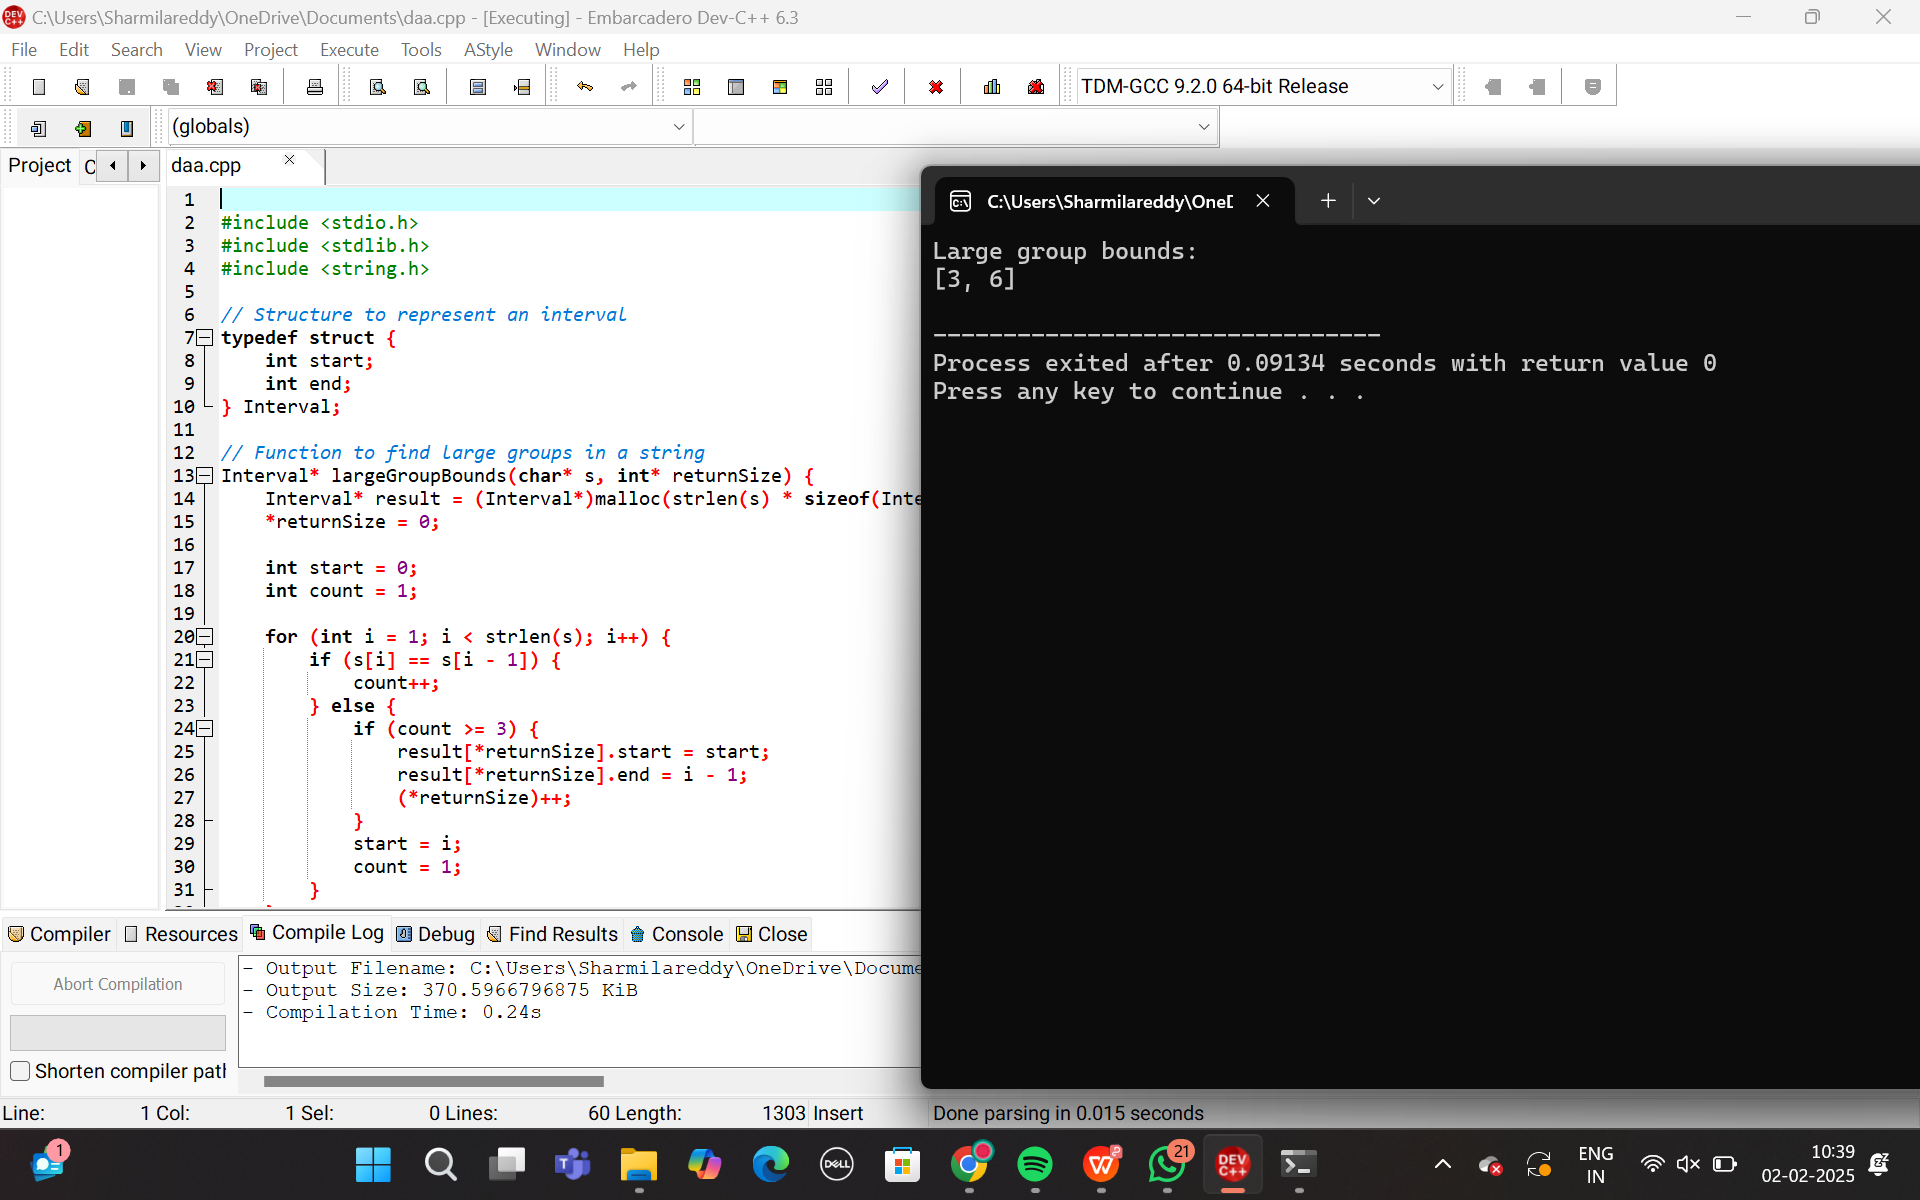 C:\Users\Sharmilareddy\OneDrive\Documents\daa.cpp - [Executing] - Embarcadero Dev-C++ 6.3
File Edit Search View Project Execute Tools AStyle Window Help
TDM-GCC 9.2.0 64-bit Release
(globals)
Project
daa.cpp
1
2 #include <stdio.h>
3 #include <stdlib.h>
4 #include <string.h>
5
6 // Structure to represent an interval
7 typedef struct {
8 int start;
9 int end;
10 } Interval;
11
12 // Function to find large groups in a string
13 Interval* largeGroupBounds(char* s, int* returnSize) {
14 Interval* result = (Interval*)malloc(strlen(s) * sizeof(Inte
15 *returnSize = 0;
16
17 int start = 0;
18 int count = 1;
19
20 for (int i = 1; i < strlen(s); i++) {
21 if (s[i] == s[i - 1]) {
22 count++;
23 } else {
24 if (count >= 3) {
25 result[*returnSize].start = start;
26 result[*returnSize].end = i - 1;
27 (*returnSize)++;
28 }
29 start = i;
30 count = 1;
31 }
C:\Users\Sharmilareddy\OneD
Large group bounds:
[3, 6]
--------------------------------
Process exited after 0.09134 seconds with return value 0
Press any key to continue . . .
Compiler Resources Compile Log Debug Find Results Console Close
Abort Compilation
Shorten compiler path
- Output Filename: C:\Users\Sharmilareddy\OneDrive\Docume
- Output Size: 370.5966796875 KiB
- Compilation Time: 0.24s
Line: 1 Col: 1 Sel: 0 Lines: 60 Length: 1303 Insert Done parsing in 0.015 seconds
1
DELL
21
DEV C++
ENG
IN
10:39
02-02-2025